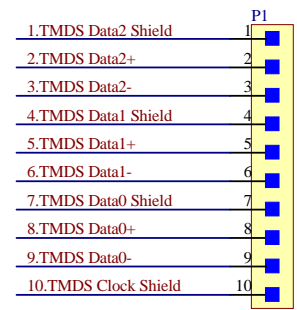 P1
1.TMDS Data2 Shield 1
2.TMDS Data2+ 2
3.TMDS Data2- 3
4.TMDS Data1 Shield 4
5.TMDS Data1+ 5
6.TMDS Data1- 6
7.TMDS Data0 Shield 7
8.TMDS Data0+ 8
9.TMDS Data0- 9
10.TMDS Clock Shield 10